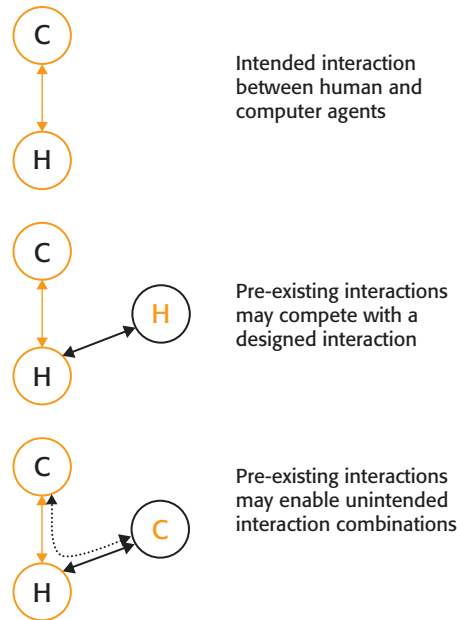 C
Intended interaction
between human and
computer agents
H
C
Pre-existing interactions
may compete with a
designed interaction
H
H
C
Pre-existing interactions
may enable unintended
interaction combinations
C
H